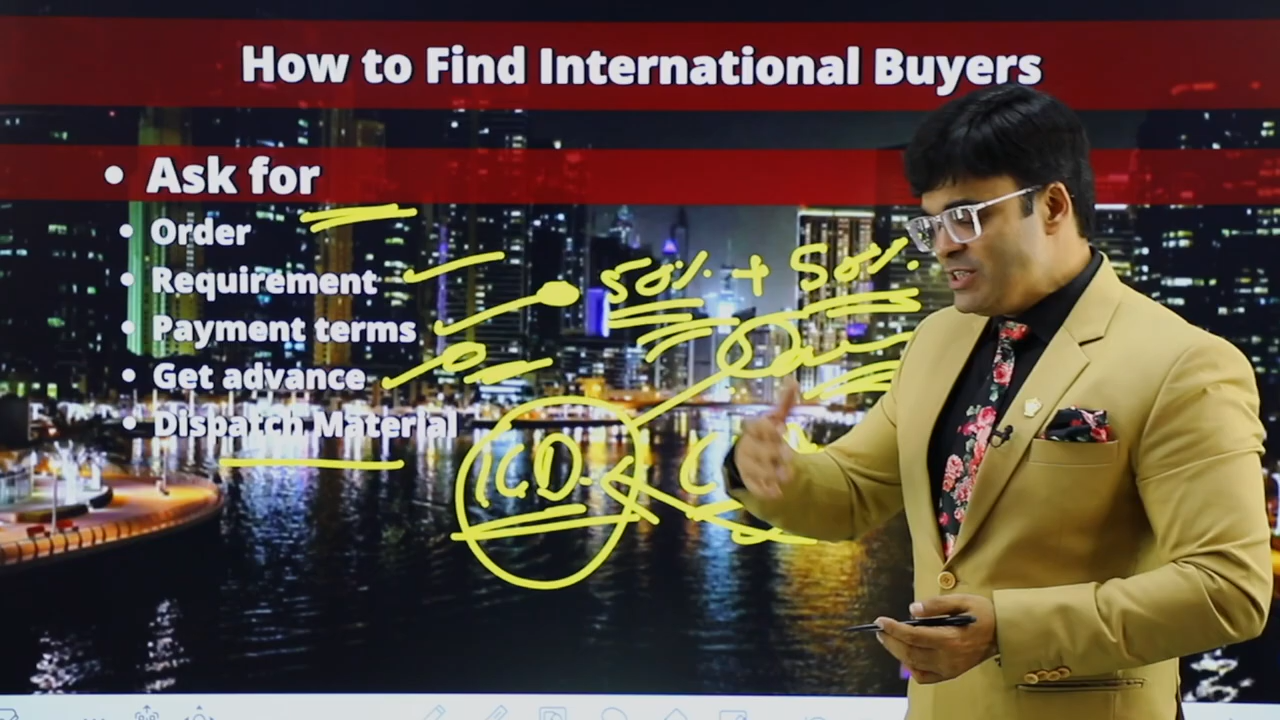 How to Find International Buyers
• Ask for
• Order
• Requirement
• Payment terms
• Get advance
• Dispatch Material
50% + 50%.
ICD.